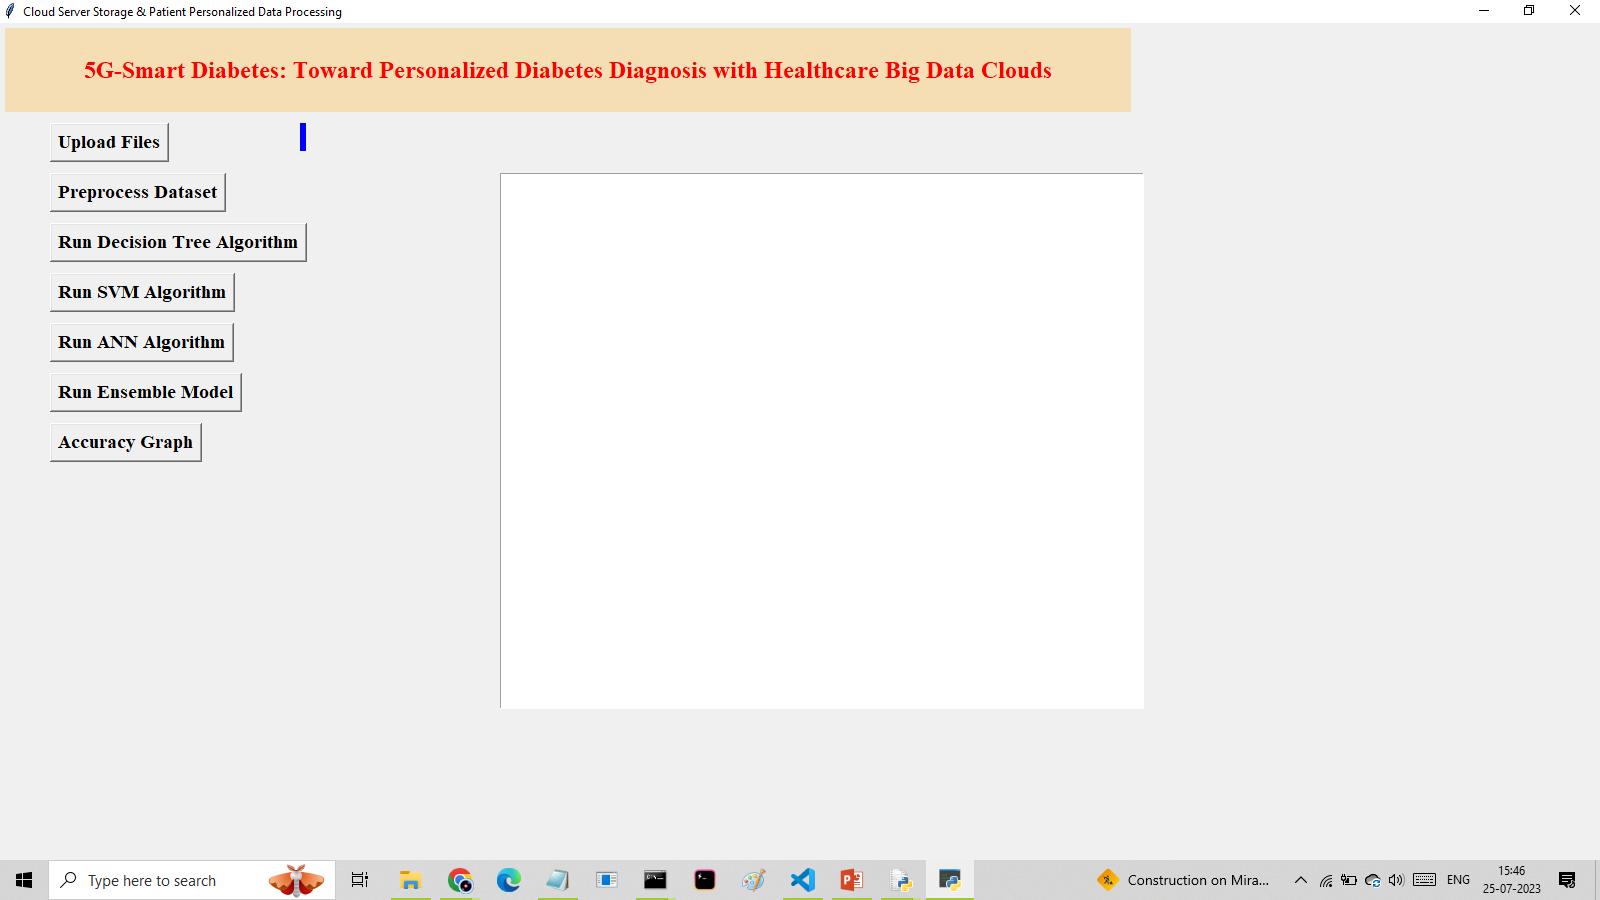 Cloud Server Storage & Patient Personalized Data Processing
5G-Smart Diabetes: Toward Personalized Diabetes Diagnosis with Healthcare Big Data Clouds
Upload Files
Preprocess Dataset
Run Decision Tree Algorithm
Run SVM Algorithm
Run ANN Algorithm
Run Ensemble Model
Accuracy Graph
Type here to search
Construction on Mira...
ENG
15:46
25-07-2023